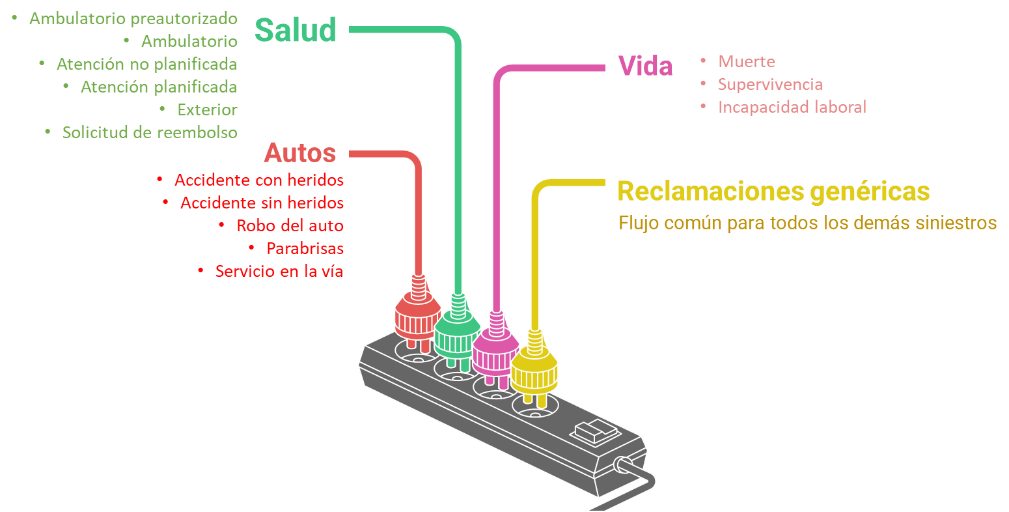 Salud
• Ambulatorio preautorizado
• Ambulatorio
• Atención no planificada
• Atención planificada
• Exterior
• Solicitud de reembolso
Autos
• Accidente con heridos
• Accidente sin heridos
• Robo del auto
• Parabrisas
• Servicio en la vía
Vida
• Muerte
• Supervivencia
• Incapacidad laboral
Reclamaciones genéricas
Flujo común para todos los demás siniestros